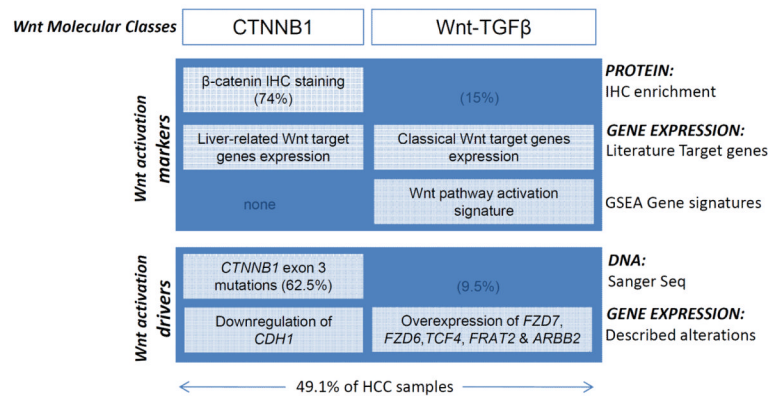 Wnt Molecular Classes
CTNNB1
Wnt-TGFβ
Wnt activation
markers
β-catenin IHC staining
(74%)
(15%)
PROTEIN:
IHC enrichment
Liver-related Wnt target
genes expression
Classical Wnt target genes
expression
GENE EXPRESSION:
Literature Target genes
none
Wnt pathway activation
signature
GSEA Gene signatures
Wnt activation
drivers
CTNNB1 exon 3
mutations (62.5%)
(9.5%)
DNA:
Sanger Seq
Downregulation of
CDH1
Overexpression of FZD7,
FZD6,TCF4, FRAT2 & ARBB2
GENE EXPRESSION:
Described alterations
49.1% of HCC samples